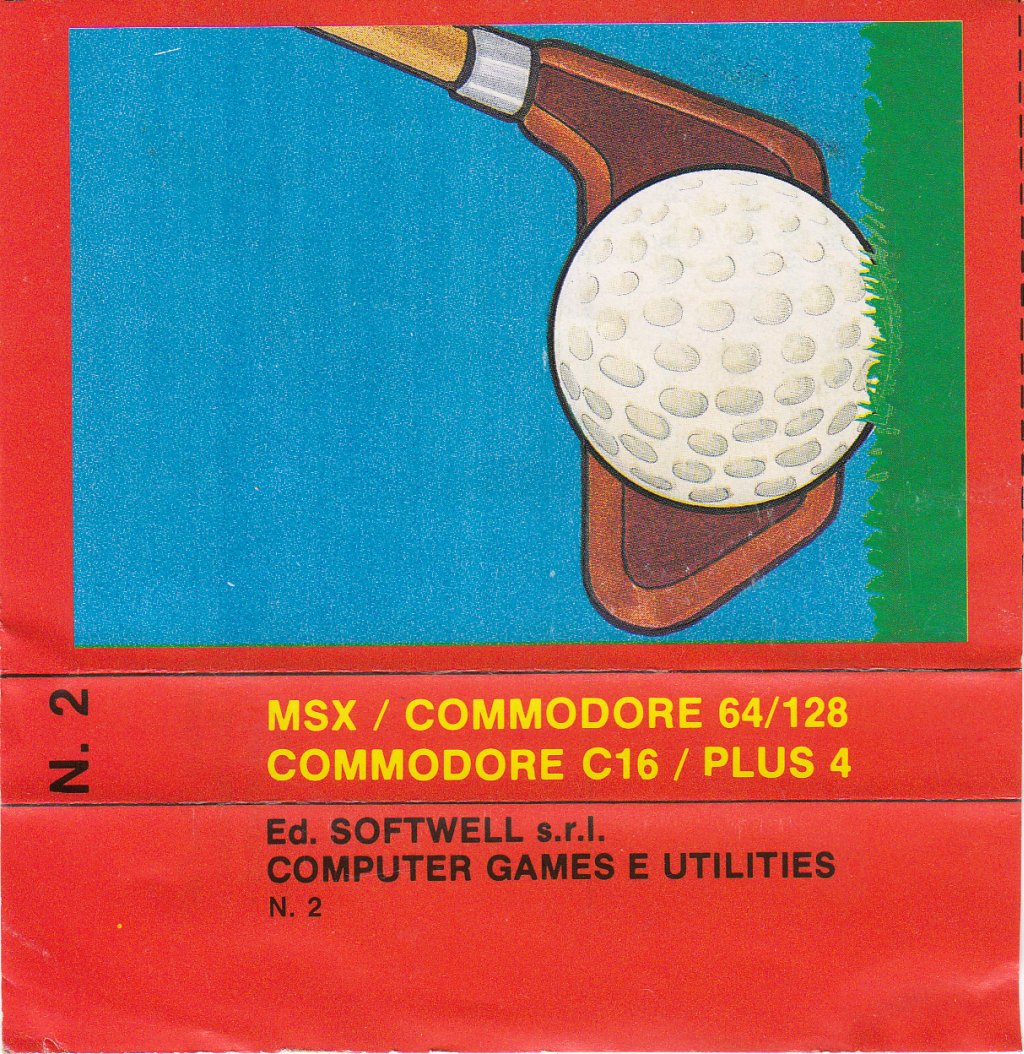 N. 2
MSX / COMMODORE 64/128
COMMODORE C16 / PLUS 4
Ed. SOFTWELL s.r.l.
COMPUTER GAMES E UTILITIES
N. 2